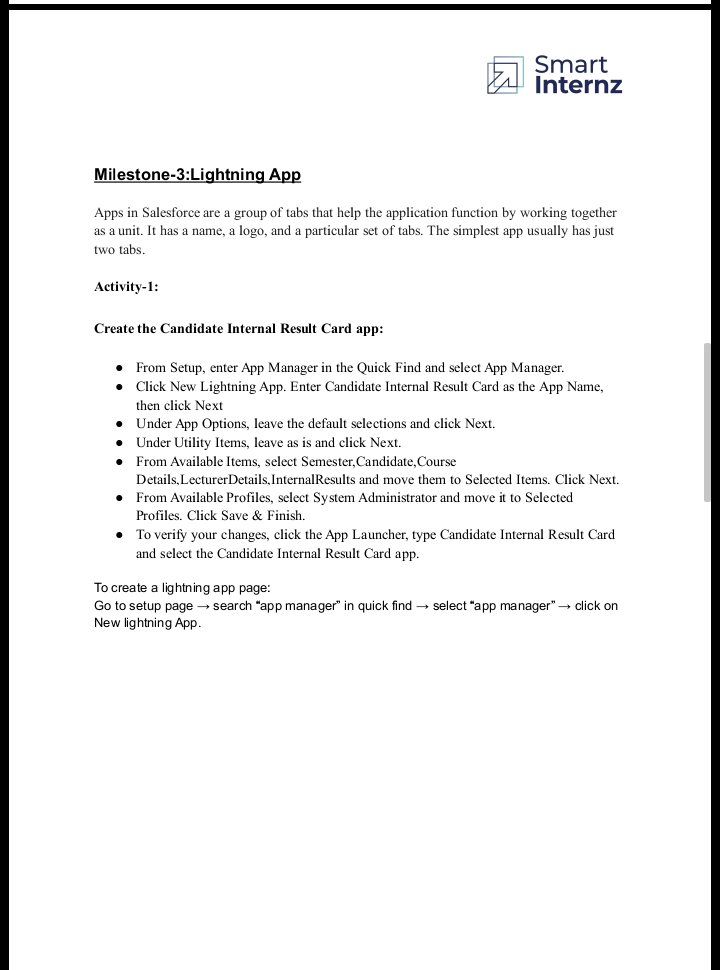 Smart
Internz
Milestone-3:Lightning App
Apps in Salesforce are a group of tabs that help the application function by working together
as a unit. It has a name, a logo, and a particular set of tabs. The simplest app usually has just
two tabs.
Activity-1:
Create the Candidate Internal Result Card app:
● From Setup, enter App Manager in the Quick Find and select App Manager.
● Click New Lightning App. Enter Candidate Internal Result Card as the App Name,
then click Next
● Under App Options, leave the default selections and click Next.
● Under Utility Items, leave as is and click Next.
● From Available Items, select Semester,Candidate,Course
Details,LecturerDetails,InternalResults and move them to Selected Items. Click Next.
● From Available Profiles, select System Administrator and move it to Selected
Profiles. Click Save & Finish.
● To verify your changes, click the App Launcher, type Candidate Internal Result Card
and select the Candidate Internal Result Card app.
To create a lightning app page:
Go to setup page → search “app manager” in quick find → select “app manager” → click on
New lightning App.